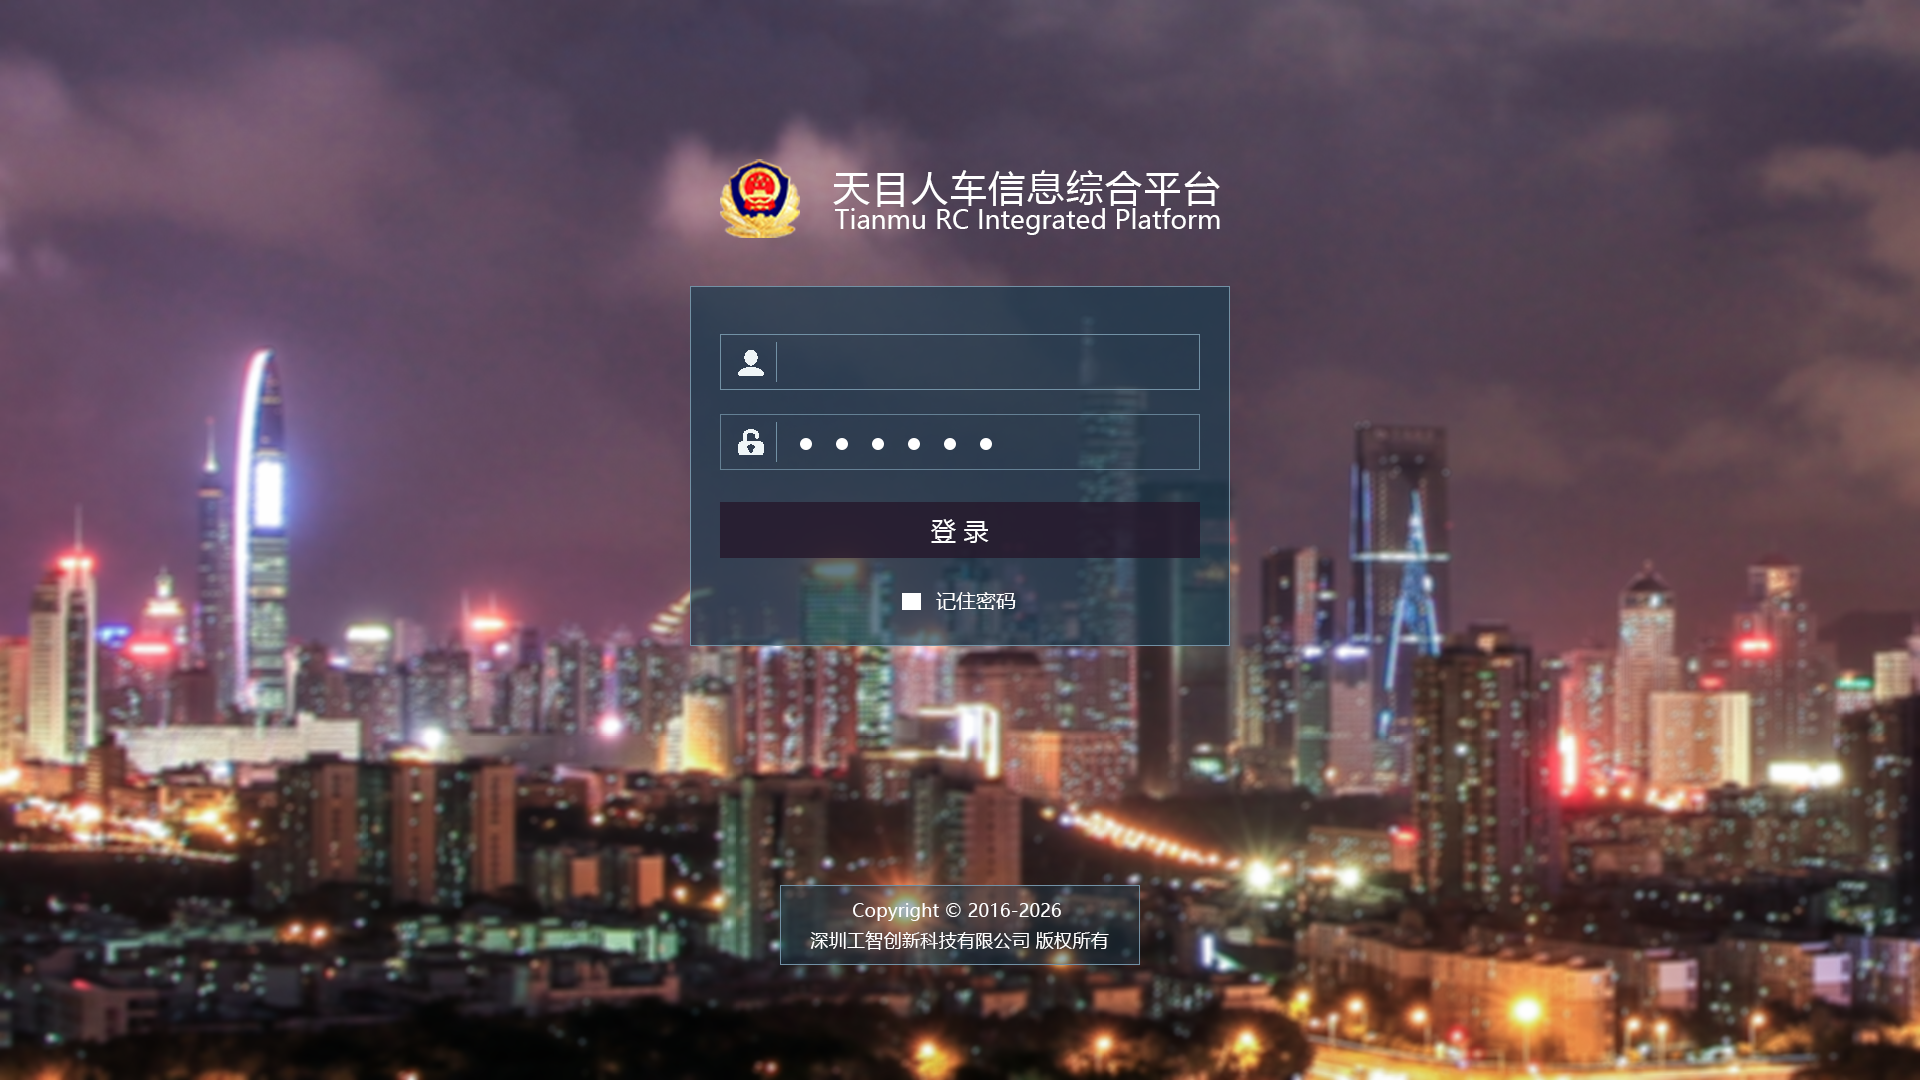 天目人车信息综合平台
Tianmu RC Integrated Platform
登 录
记住密码
Copyright © 2016-2026
深圳工智创新科技有限公司 版权所有